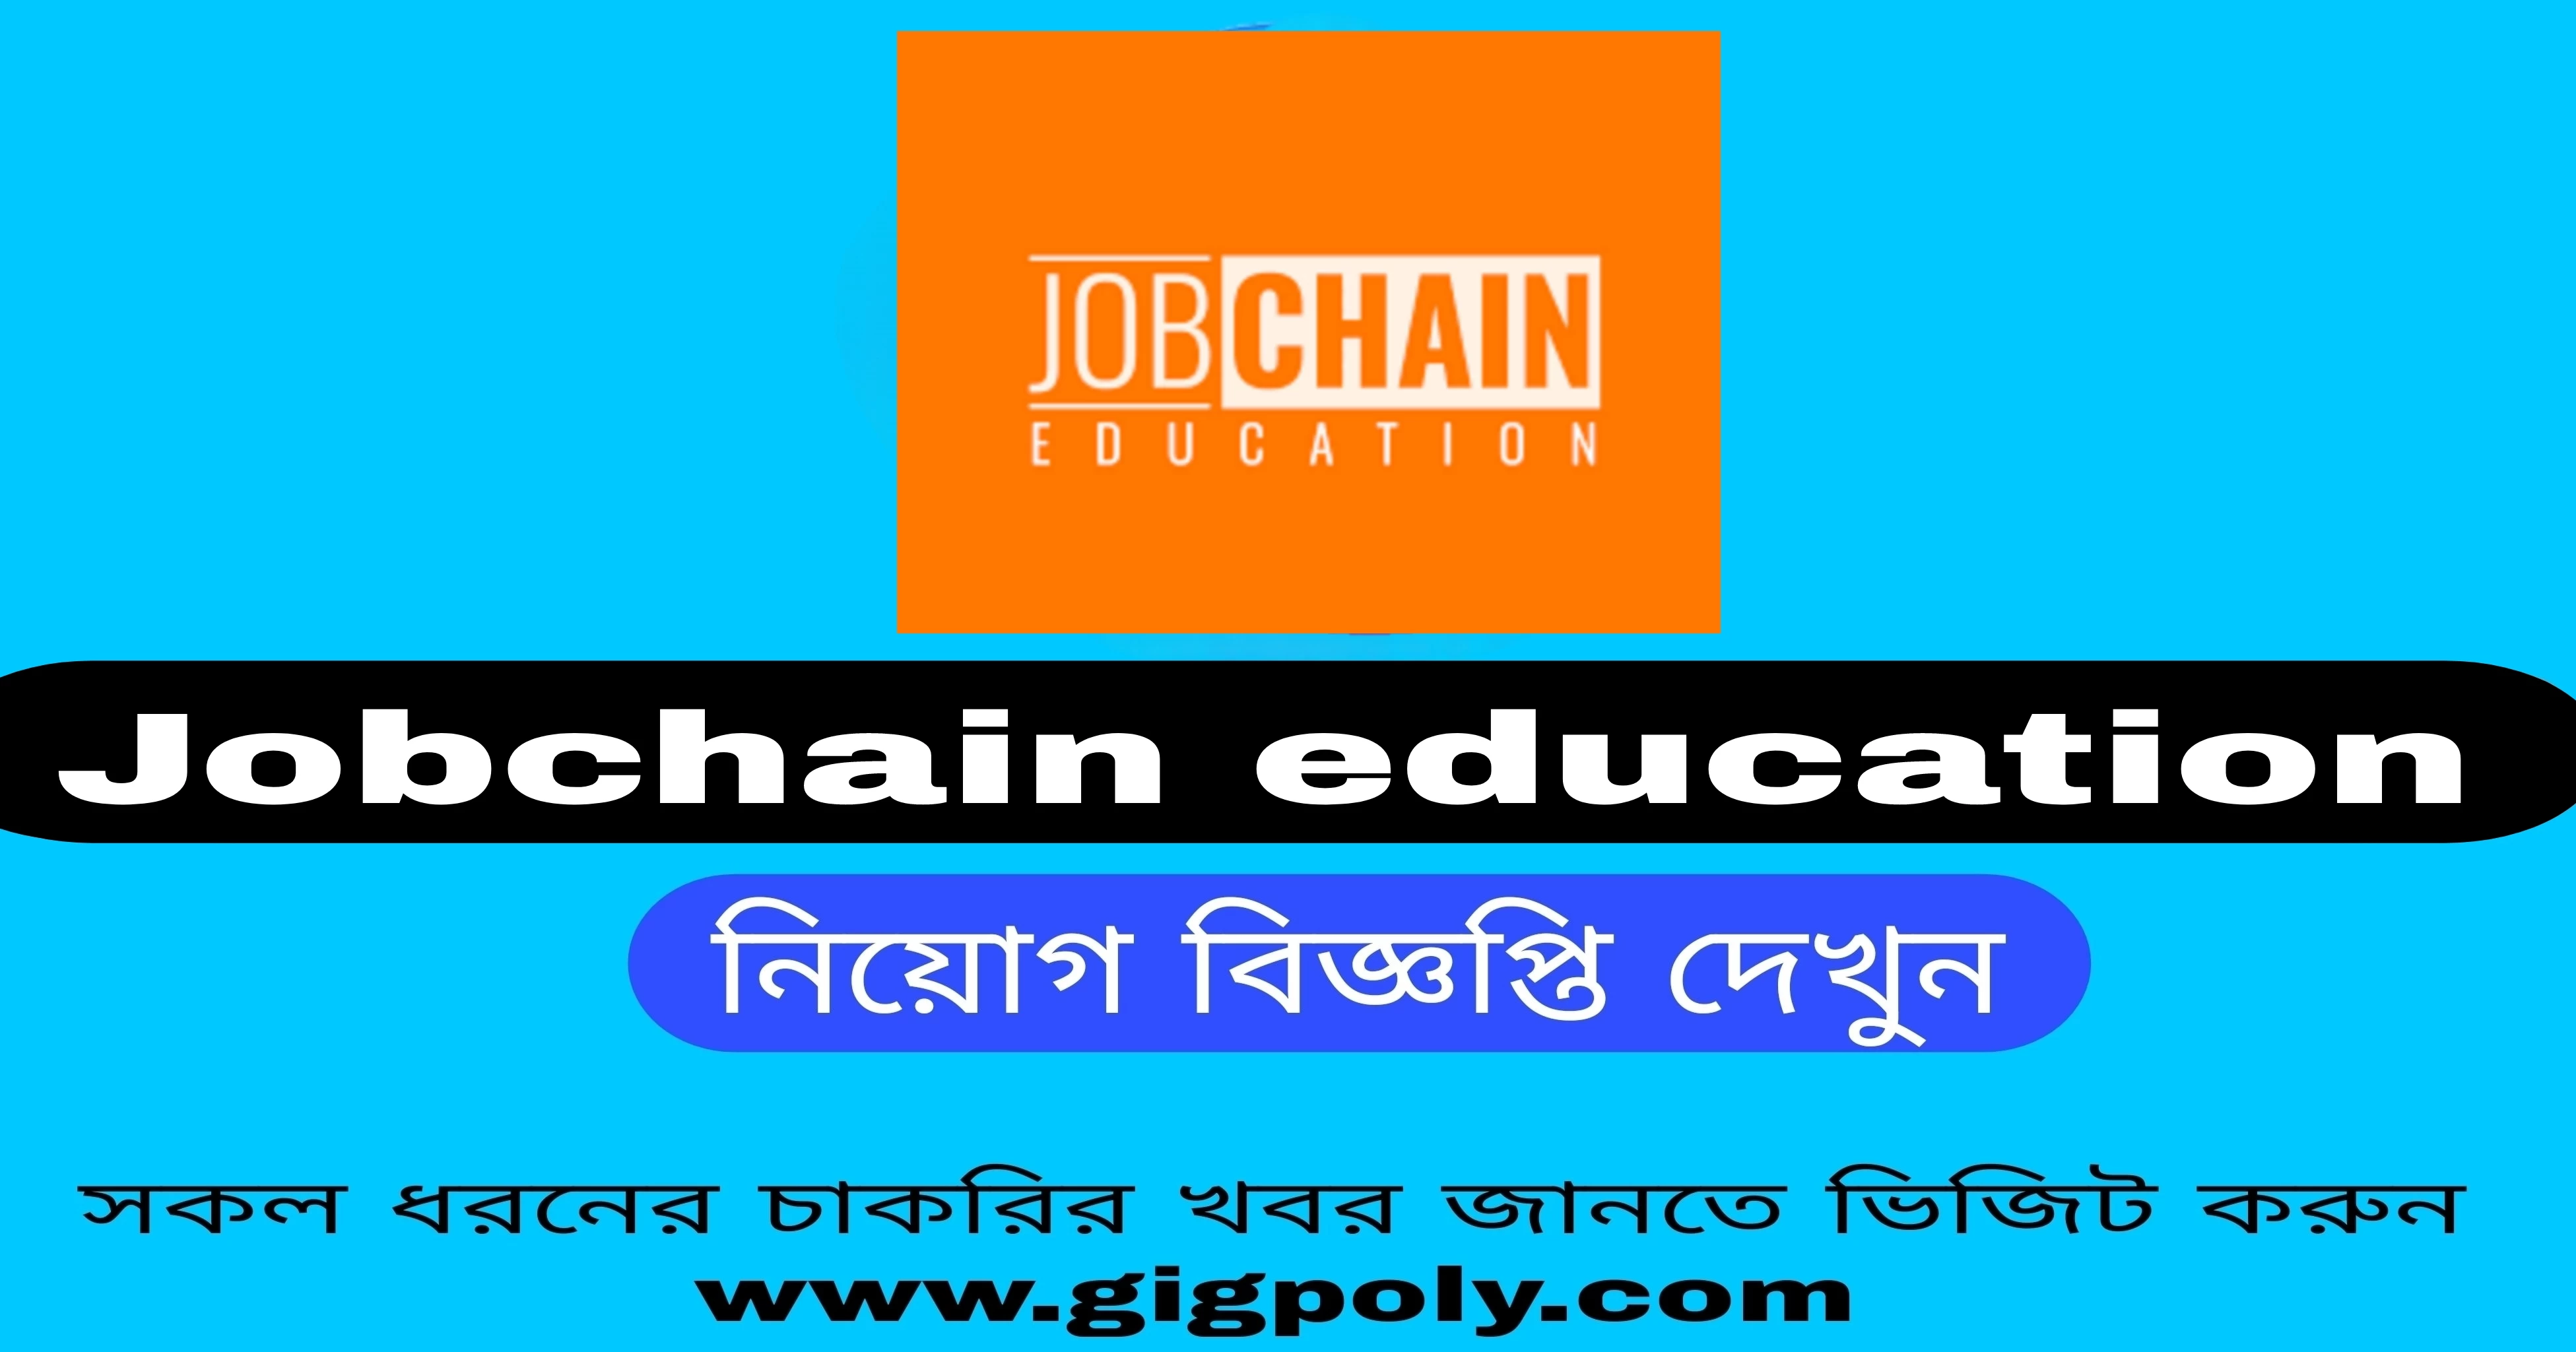 JOBCHAIN
EDUCATION
Jobchain education
নিয়োগ বিজ্ঞপ্তি দেখুন
সকল ধরনের চাকরির খবর জানতে ভিজিট করুন
www.gigpoly.com